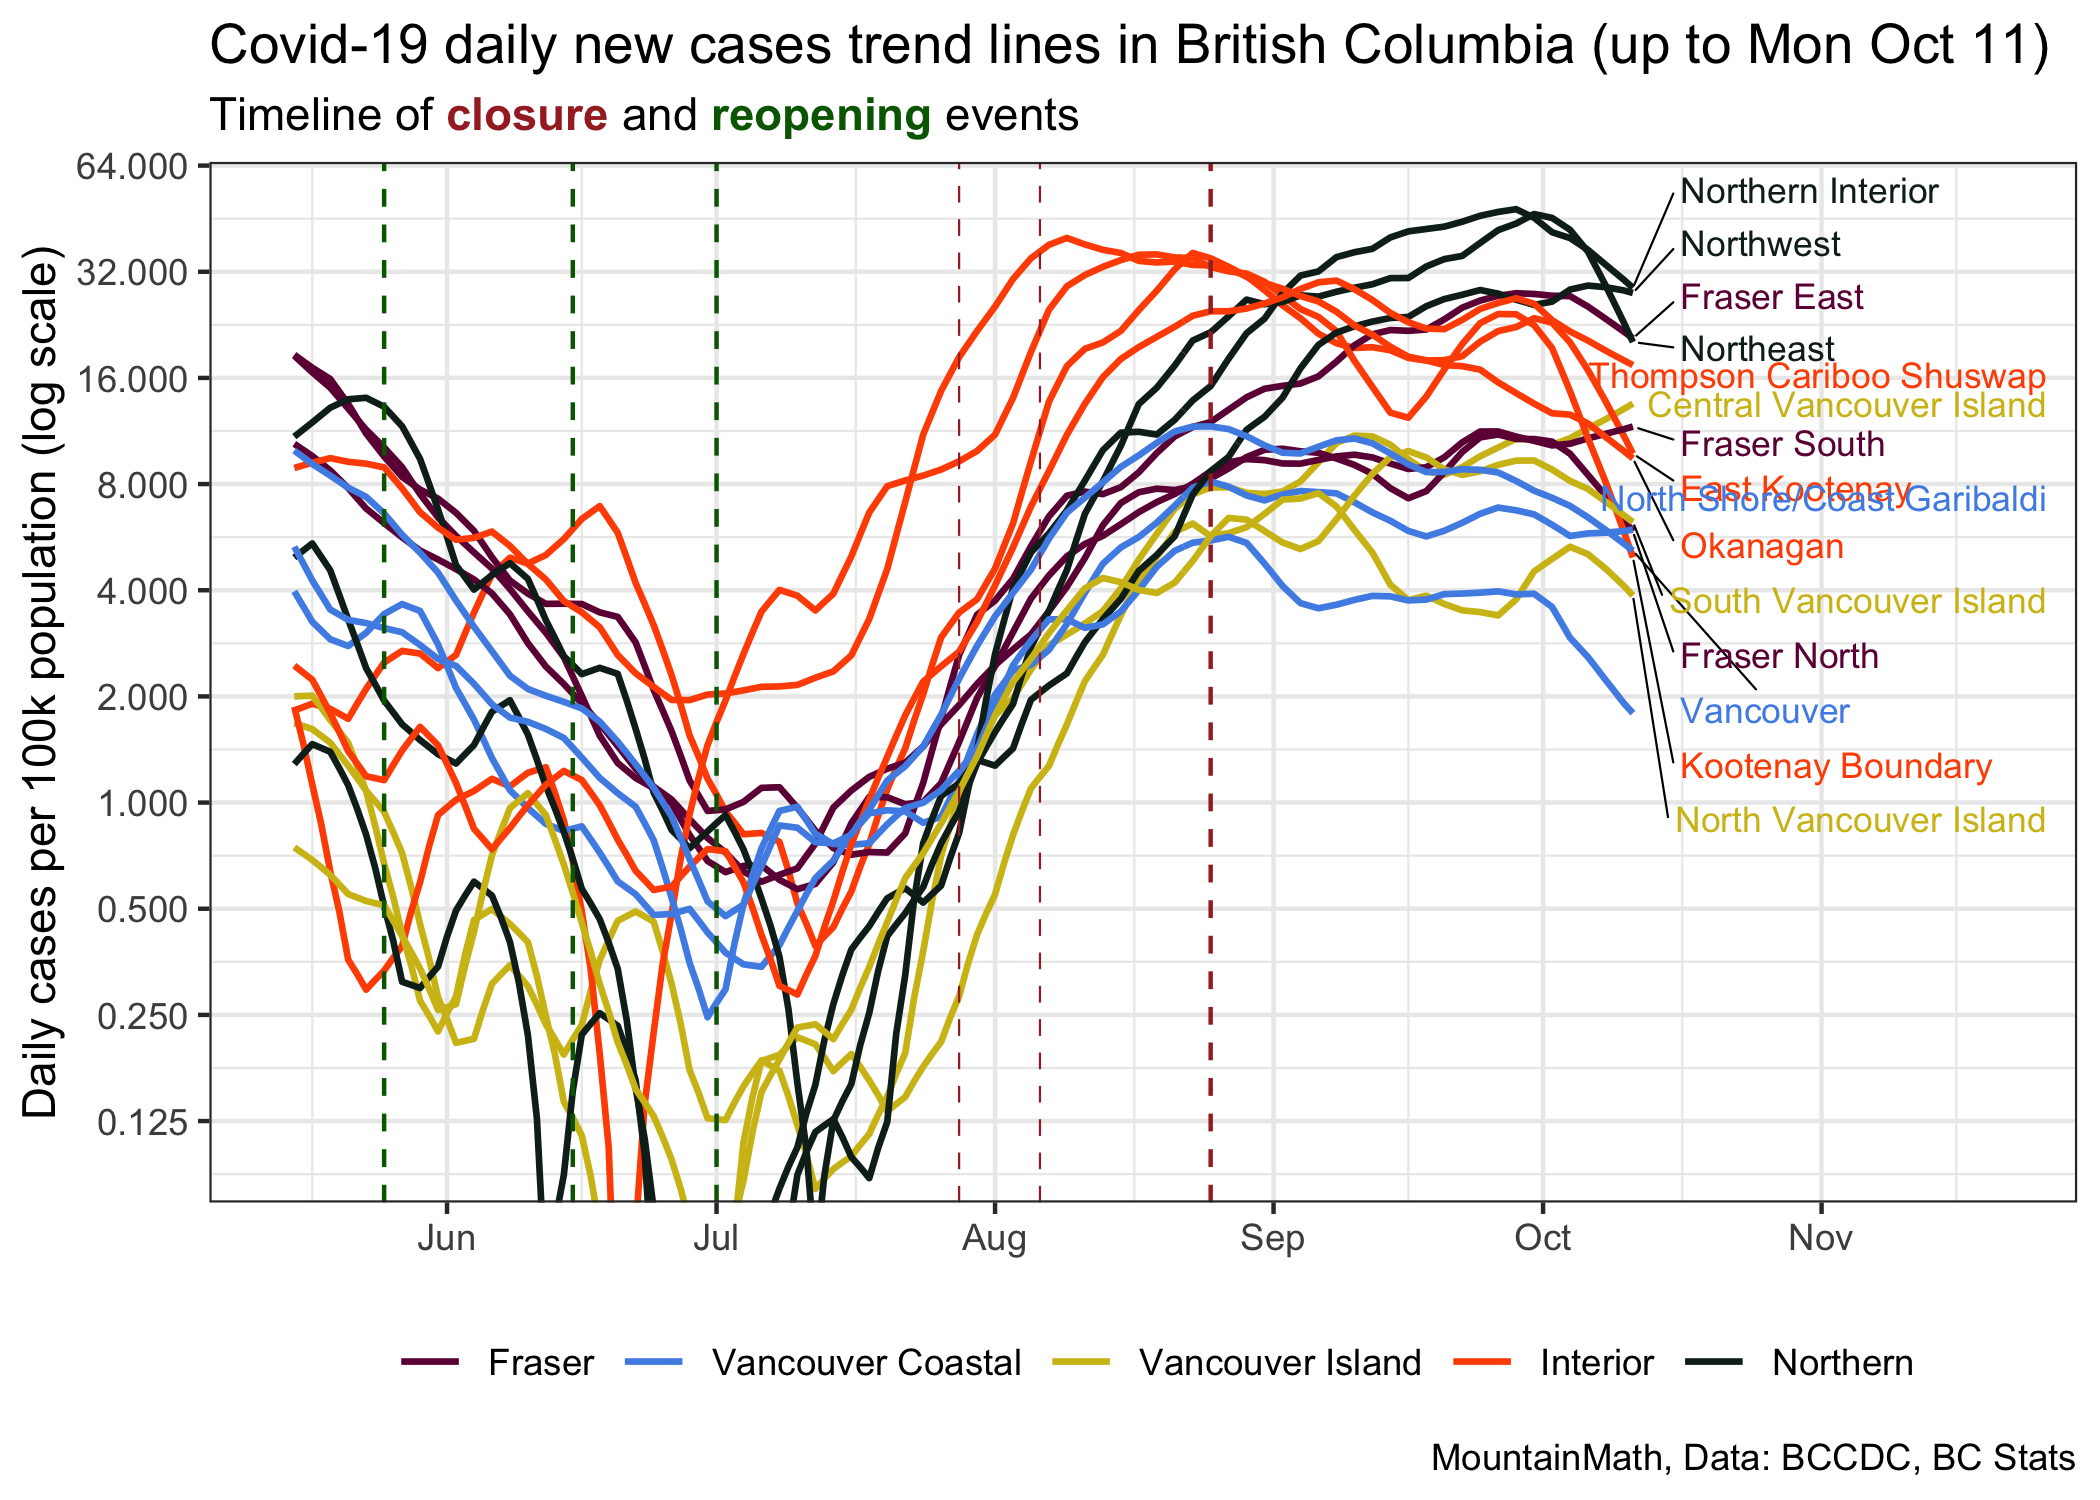 Covid-19 daily new cases trend lines in British Columbia (up to Mon Oct 11)
Timeline of closure and reopening events
Daily cases per 100k population (log scale)
64.000
32.000
16.000
8.000
4.000
2.000
1.000
0.500
0.250
0.125
Northern Interior
Northwest
Fraser East
Northeast
Thompson Cariboo Shuswap
Central Vancouver Island
Fraser South
East Kootenay
North Shore/Coast Garibaldi
Okanagan
South Vancouver Island
Fraser North
Vancouver
Kootenay Boundary
North Vancouver Island
Jun Jul Aug Sep Oct Nov
Fraser Vancouver Coastal Vancouver Island Interior Northern
MountainMath, Data: BCCDC, BC Stats